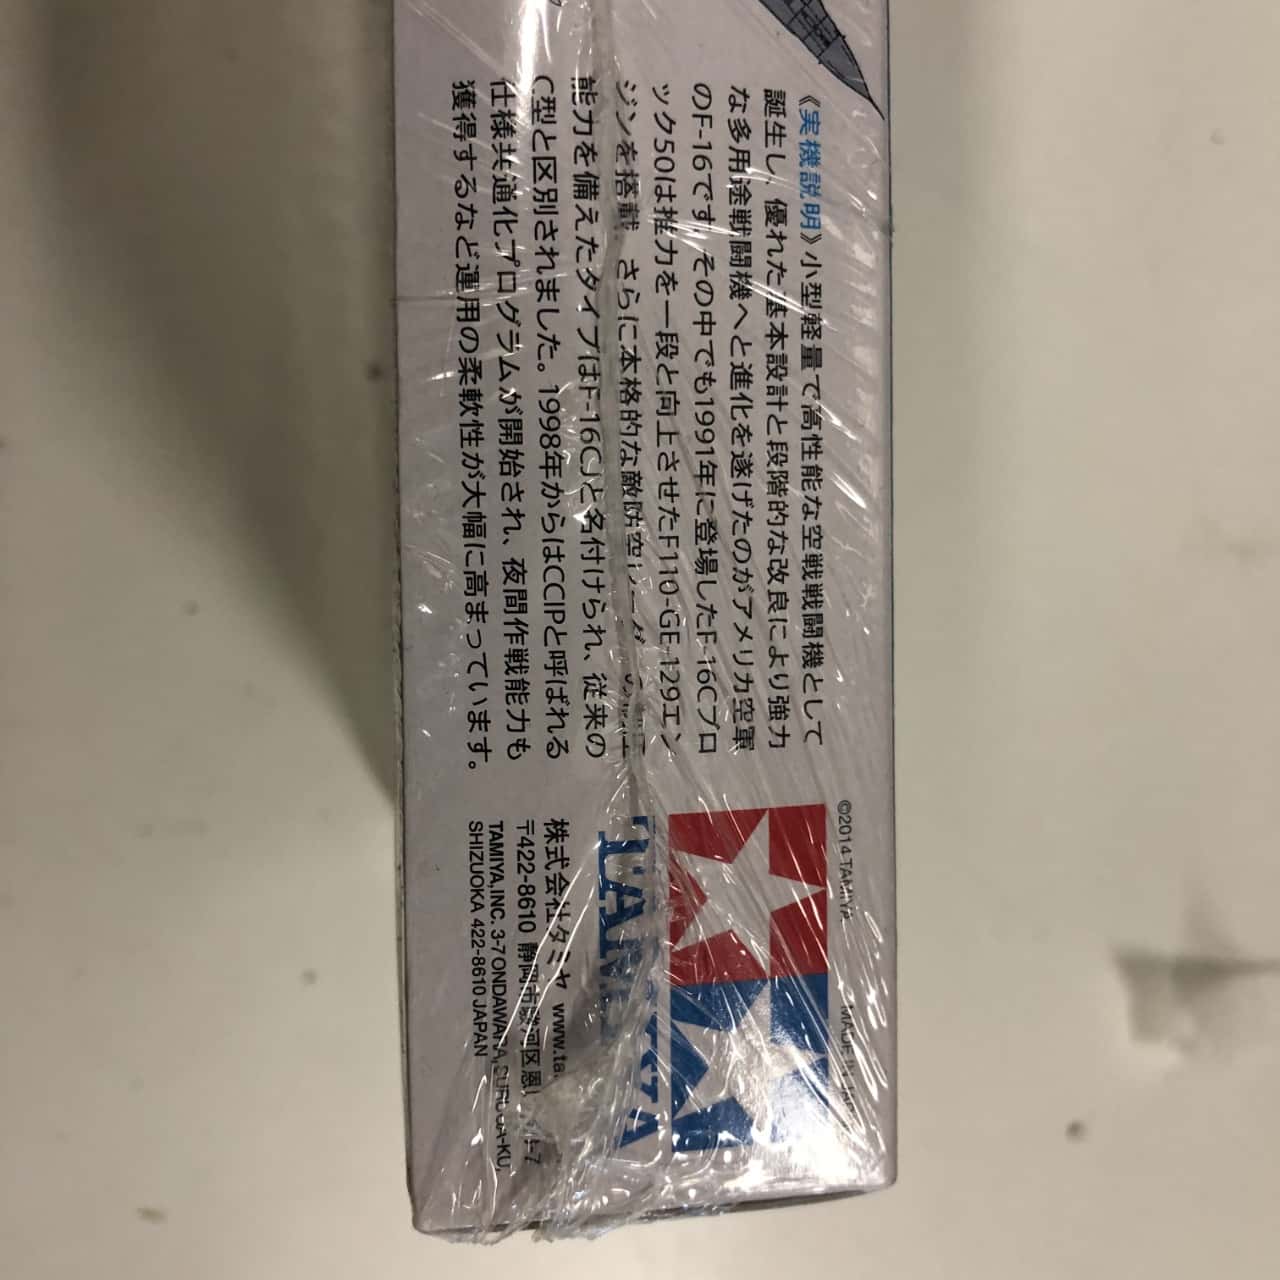 《実機説明》小型軽量で高性能な空戦戦闘機として
誕生し、優れた基本設計と段階的な改良により強力
な多用途戦闘機へと進化を遂げたのがアメリカ空軍
のF-16です。その中でも1991年に登場したF-16Cブロ
ック50は推力を一段と向上させたF110-GE-129エン
ジンを搭載。さらに本格的な敵防空
能力を備えたタイプはF-16CJと名付けられ、従来の
C型と区別されました。1998年からはCCIPと呼ばれる
仕様共通化プログラムが開始され、夜間作戦能力も
獲得するなど運用の柔軟性が大幅に高まっています。
©2014 TAMIYA MADE IN JAPAN
TAMIYA
株式会社タミヤ www.ta
〒422-8610 静岡市駿河区恩
TAMIYA,INC. 3-7 ONDAWARA,SURUGA-KU,
SHIZUOKA 422-8610 JAPAN